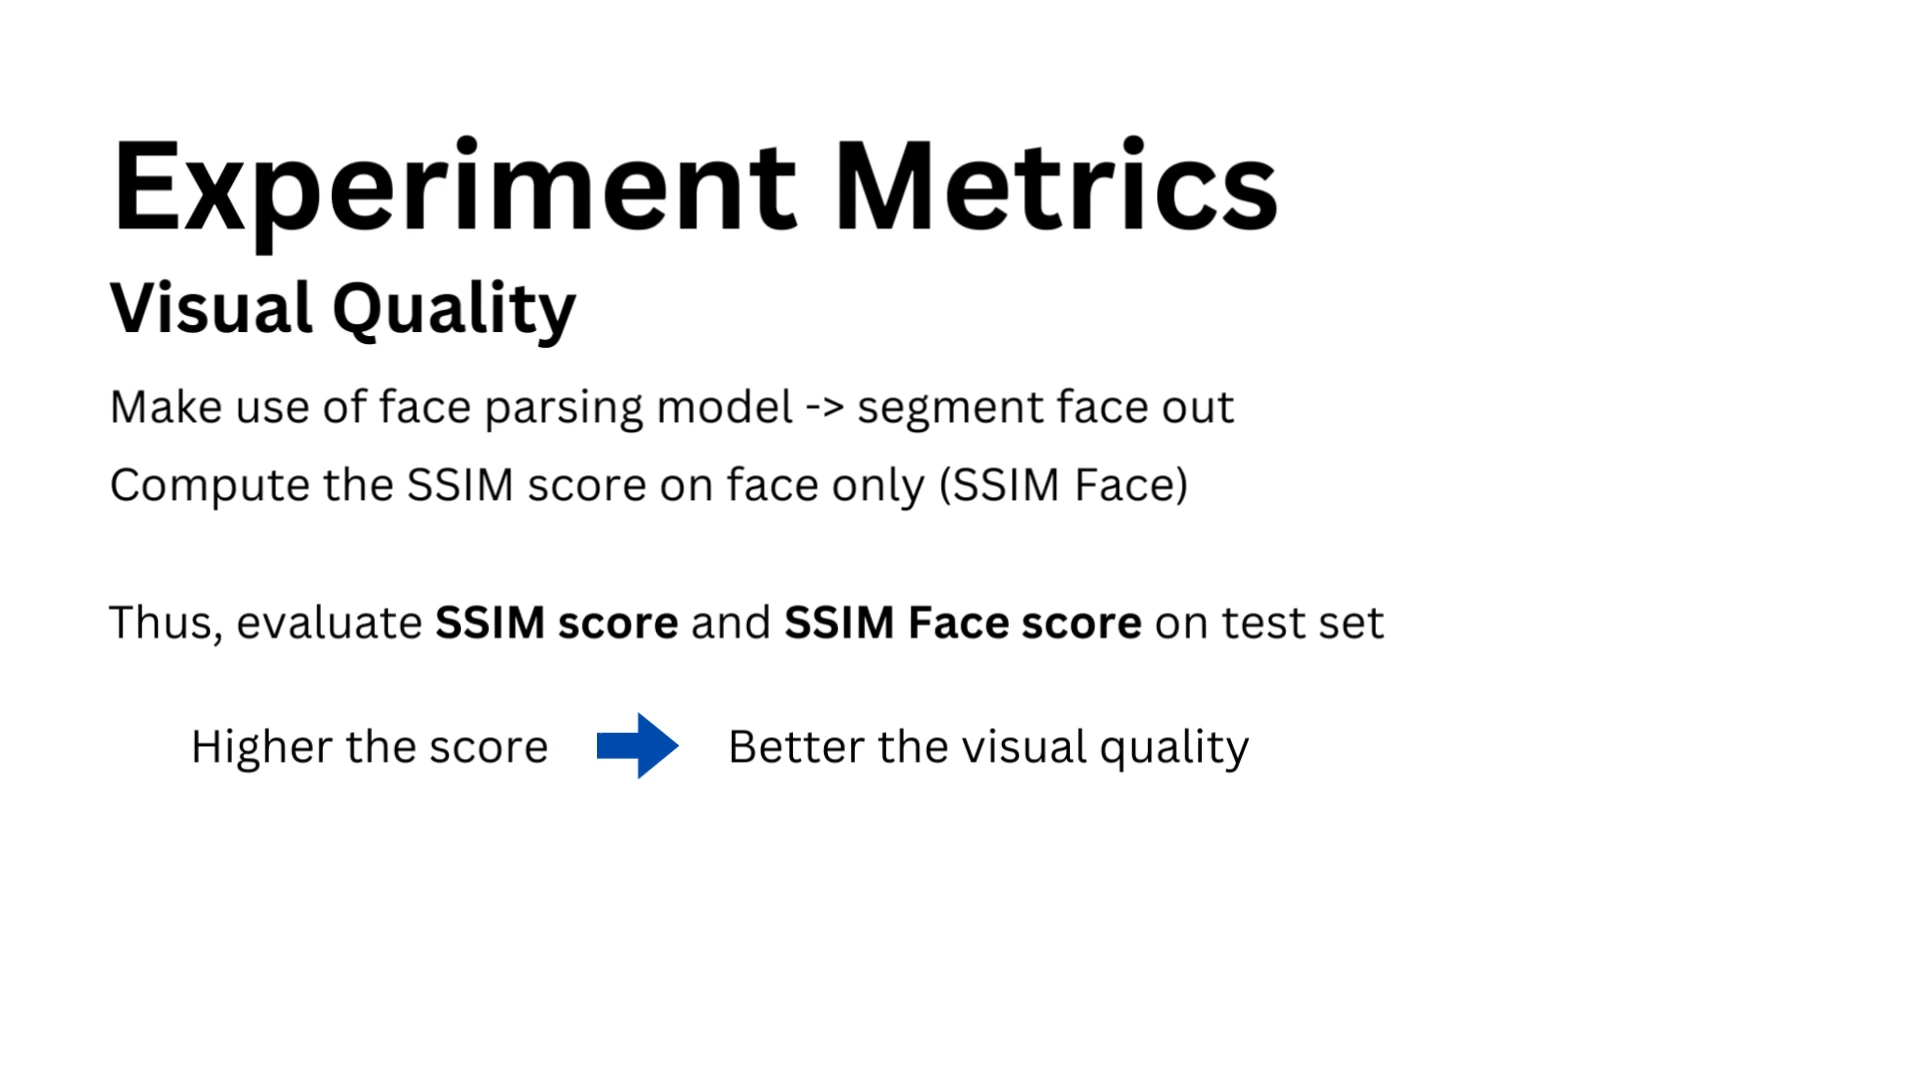 Experiment Metrics
Visual Quality
Make use of face parsing model -> segment face out
Compute the SSIM score on face only (SSIM Face)
Thus, evaluate SSIM score and SSIM Face score on test set
Higher the score
Better the visual quality